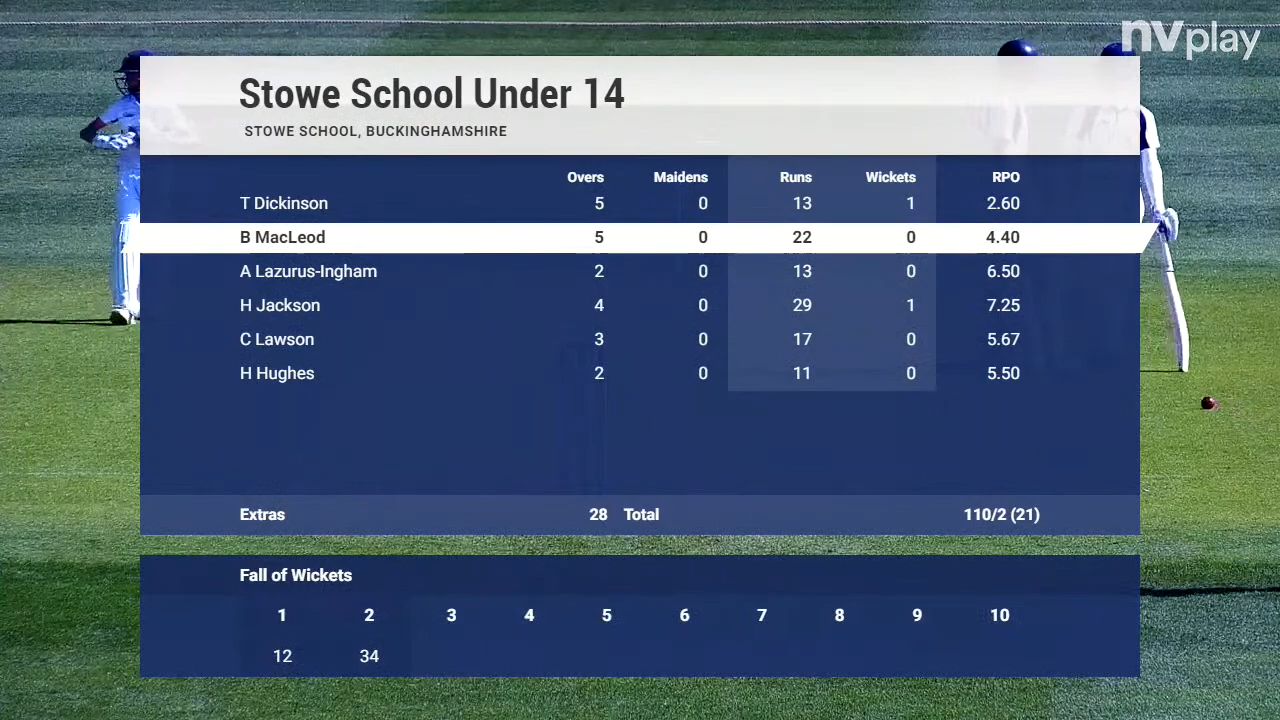 nvplay
Stowe School Under 14
STOWE SCHOOL, BUCKINGHAMSHIRE
Overs Maidens Runs Wickets RPO
T Dickinson 5 0 13 1 2.60
B MacLeod 5 0 22 0 4.40
A Lazurus-Ingham 2 0 13 0 6.50
H Jackson 4 0 29 1 7.25
C Lawson 3 0 17 0 5.67
H Hughes 2 0 11 0 5.50
Extras 28 Total 110/2 (21)
Fall of Wickets
1 2 3 4 5 6 7 8 9 10
12 34